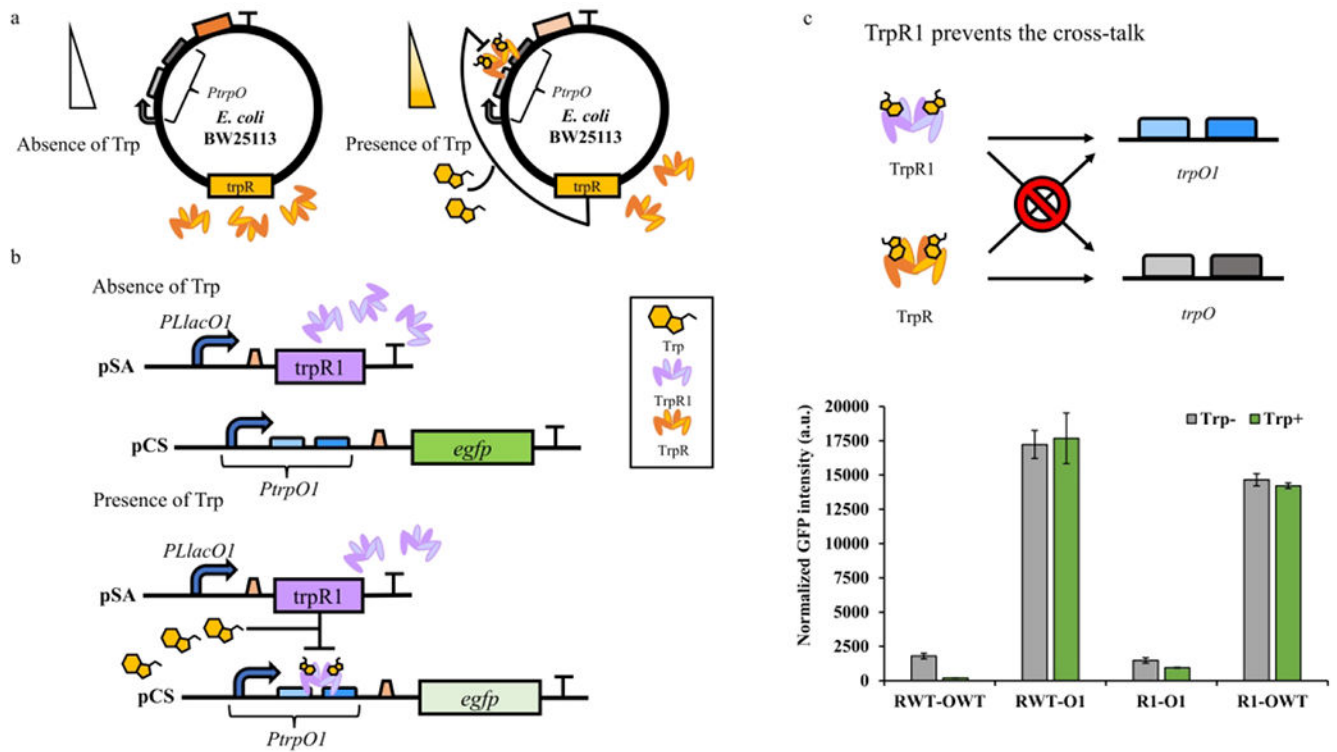 a
PtrpO
E. coli
BW25113
Absence of Trp
trpR
PtrpO
E. coli
BW25113
Presence of Trp
trpR
b
Absence of Trp
PLlacO1
pSA
trpR1
pCS
egfp
PtrpO1
Presence of Trp
PLlacO1
pSA
trpR1
pCS
egfp
PtrpO1
Trp
TrpR1
TrpR
c
TrpR1 prevents the cross-talk
TrpR1
trpO1
TrpR
trpO
Normalized GFP intensity (a.u.)
20000
17500
15000
12500
10000
7500
5000
2500
0
Trp-
Trp+
RWT-OWT
RWT-O1
R1-O1
R1-OWT